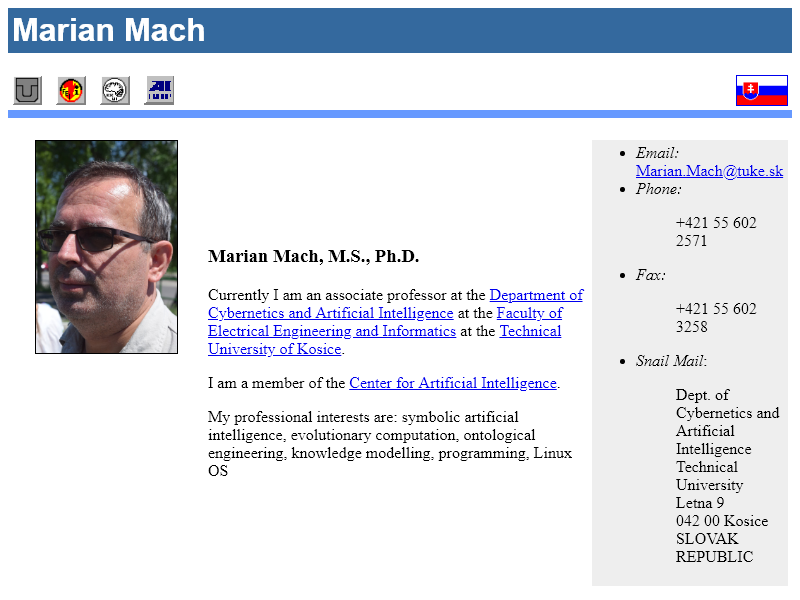 Marian Mach
AI
Marian Mach, M.S., Ph.D.
Currently I am an associate professor at the Department of
Cybernetics and Artificial Intelligence at the Faculty of
Electrical Engineering and Informatics at the Technical
University of Kosice.
I am a member of the Center for Artificial Intelligence.
My professional interests are: symbolic artificial
intelligence, evolutionary computation, ontological
engineering, knowledge modelling, programming, Linux
OS
Email:
Marian.Mach@tuke.sk
Phone:
+421 55 602
2571
Fax:
+421 55 602
3258
Snail Mail:
Dept. of
Cybernetics and
Artificial
Intelligence
Technical
University
Letna 9
042 00 Kosice
SLOVAK
REPUBLIC